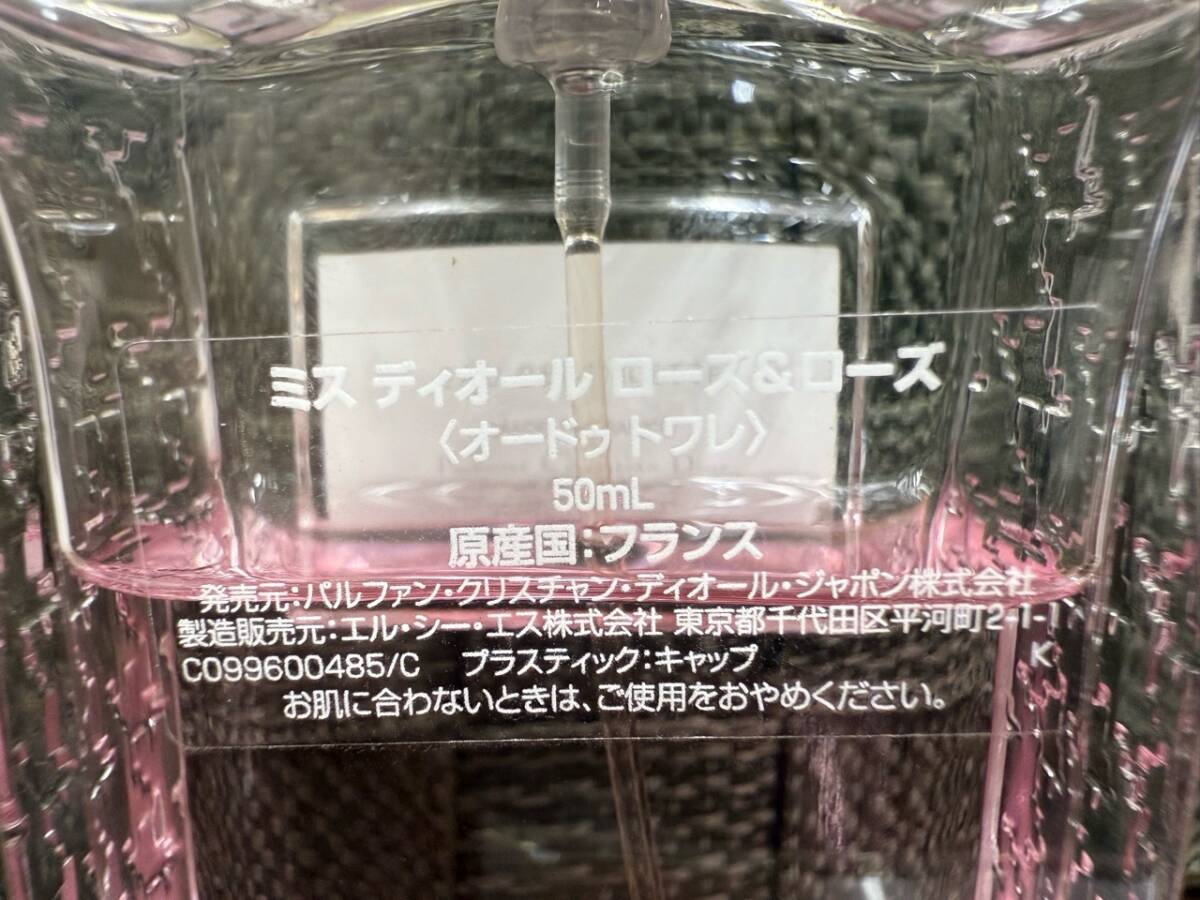 ミス ディオール ローズ&ローズ
〈オードゥ トワレ〉
50mL
原産国:フランス
発売元:パルファン・クリスチャン・ディオール・ジャポン株式会社
製造販売元:エル・シー・エス株式会社 東京都千代田区平河町2-1-1
C099600485/C プラスティック:キャップ K
お肌に合わないときは、ご使用をおやめください。